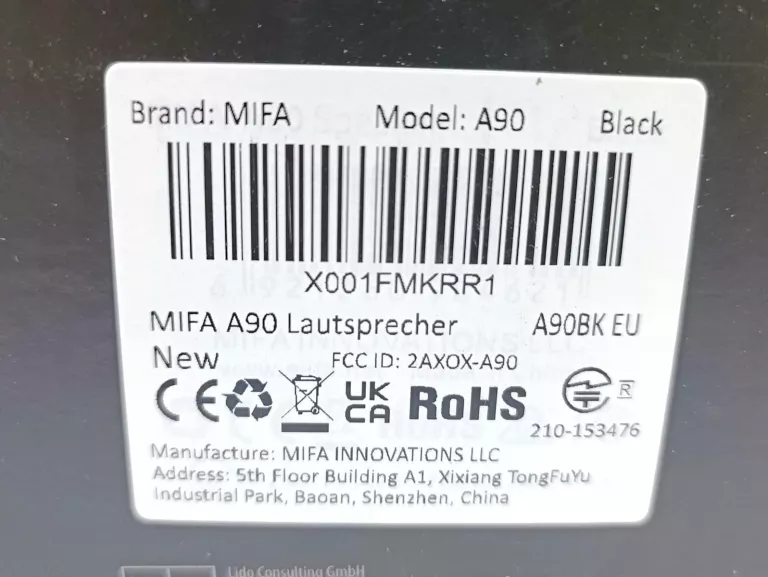 Brand: MIFA Model: A90 Black
X001FMKRR1
MIFA A90 Lautsprecher A90BK EU
New FCC ID: 2AXOX-A90
CE UK CA RoHS R
210-153476
Manufacture: MIFA INNOVATIONS LLC
Address: 5th Floor Building A1, Xixiang TongFuYu
Industrial Park, Baoan, Shenzhen, China
Lido Consulting GmbH